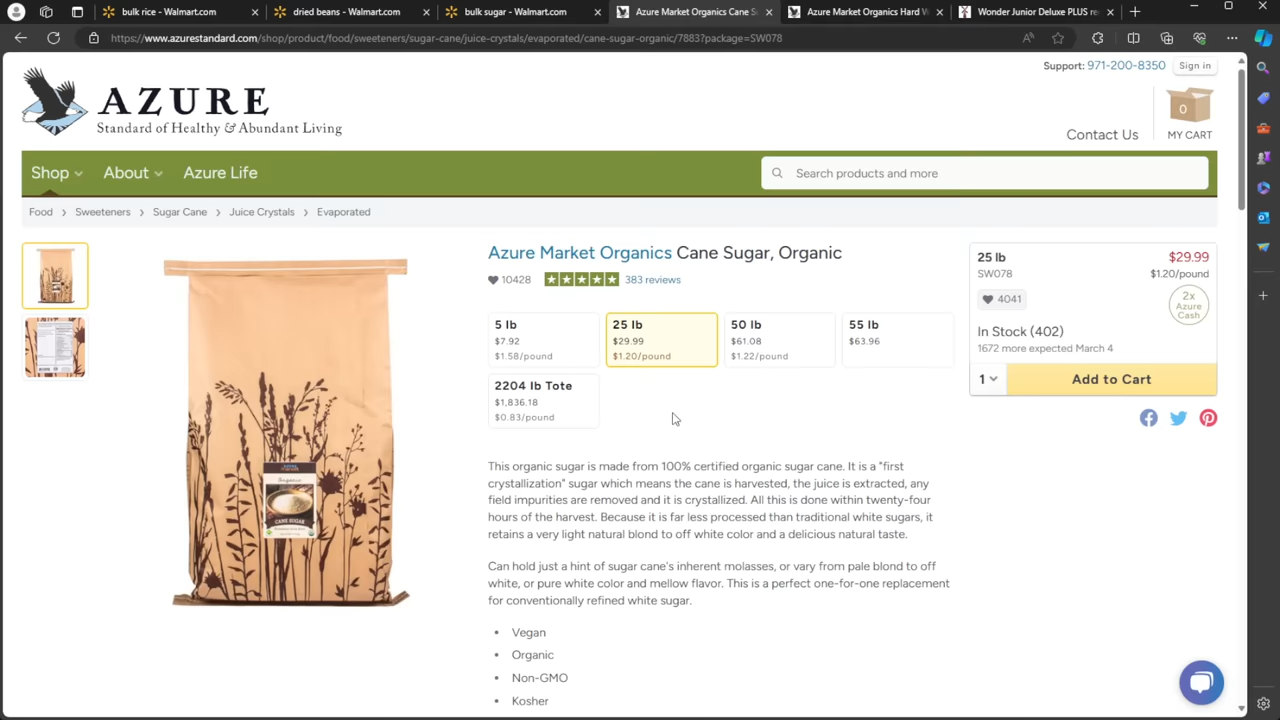 bulk rice - Walmart.com
dried beans - Walmart.com
bulk sugar - Walmart.com
Azure Market Organics Cane S
Azure Market Organics Hard W
Wonder Junior Deluxe PLUS re
https://www.azurestandard.com/shop/product/food/sweeteners/sugar-cane/juice-crystals/evaporated/cane-sugar-organic/7883?package=SW078
Support: 971-200-8350
Sign in
AZURE
Standard of Healthy & Abundant Living
0
Contact Us
MY CART
Shop
About
Azure Life
Search products and more
Food > Sweeteners > Sugar Cane > Juice Crystals > Evaporated
Azure Market Organics Cane Sugar, Organic
10428
383 reviews
5 lb
$7.92
$1.58/pound
25 lb
$29.99
$1.20/pound
50 lb
$61.08
$1.22/pound
55 lb
$63.96
2204 lb Tote
$1,836.18
$0.83/pound
25 lb
$29.99
SW078
$1.20/pound
4041
2x
Azure
Cash
In Stock (402)
1672 more expected March 4
1
Add to Cart
Organic
CANE SUGAR
This organic sugar is made from 100% certified organic sugar cane. It is a "first
crystallization" sugar which means the cane is harvested, the juice is extracted, any
field impurities are removed and it is crystallized. All this is done within twenty-four
hours of the harvest. Because it is far less processed than traditional white sugars, it
retains a very light natural blond to off white color and a delicious natural taste.
Can hold just a hint of sugar cane's inherent molasses, or vary from pale blond to off
white, or pure white color and mellow flavor. This is a perfect one-for-one replacement
for conventionally refined white sugar.
• Vegan
• Organic
• Non-GMO
• Kosher